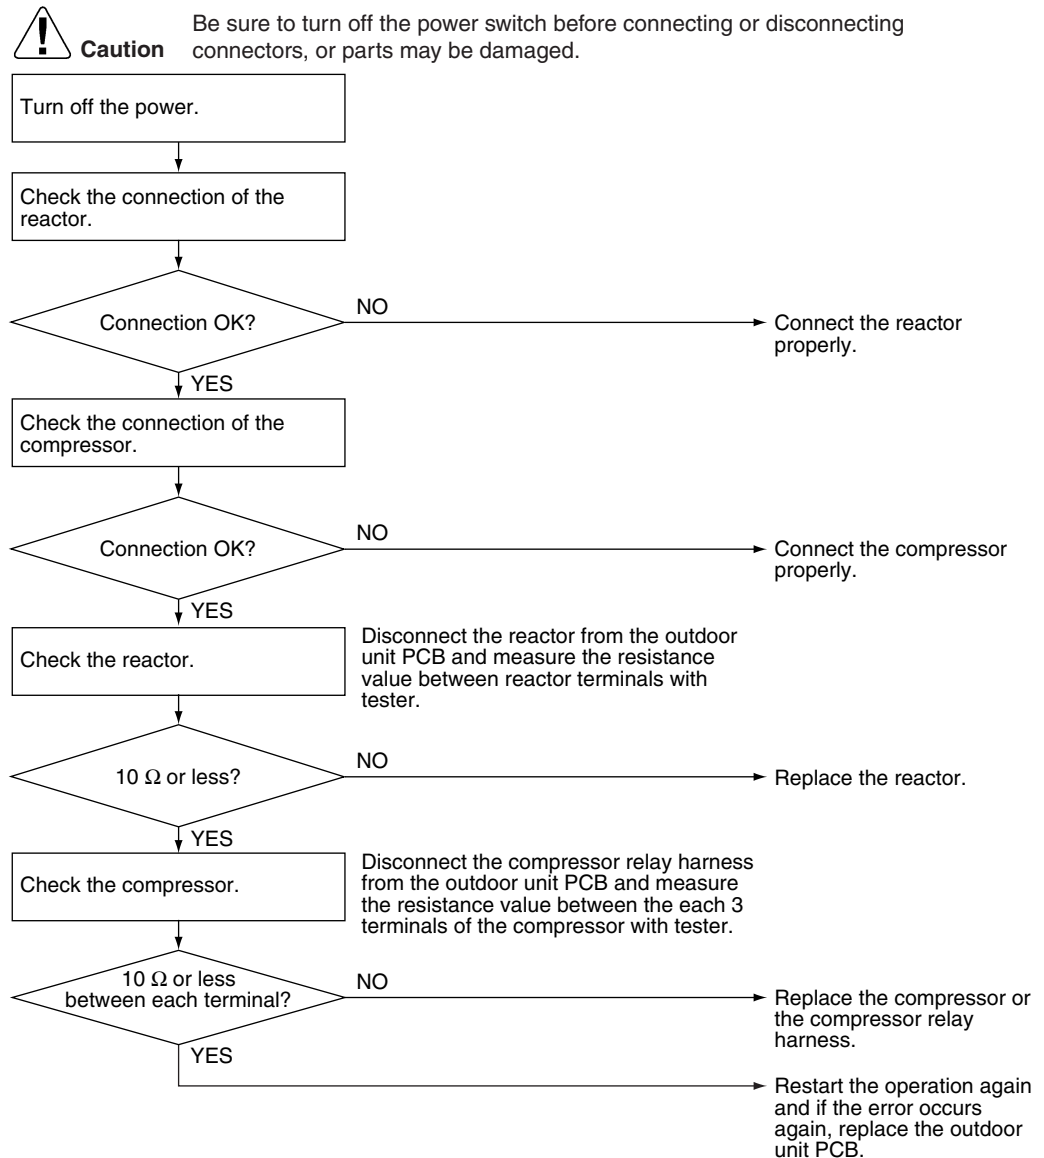 Caution
Be sure to turn off the power switch before connecting or disconnecting
connectors, or parts may be damaged.
Turn off the power.
Check the connection of the
reactor.
Connection OK?
NO
Connect the reactor
properly.
YES
Check the connection of the
compressor.
Connection OK?
NO
Connect the compressor
properly.
YES
Check the reactor.
Disconnect the reactor from the outdoor
unit PCB and measure the resistance
value between reactor terminals with
tester.
10 Ω or less?
NO
Replace the reactor.
YES
Check the compressor.
Disconnect the compressor relay harness
from the outdoor unit PCB and measure
the resistance value between the each 3
terminals of the compressor with tester.
10 Ω or less
between each terminal?
NO
Replace the compressor or
the compressor relay
harness.
YES
Restart the operation again
and if the error occurs
again, replace the outdoor
unit PCB.